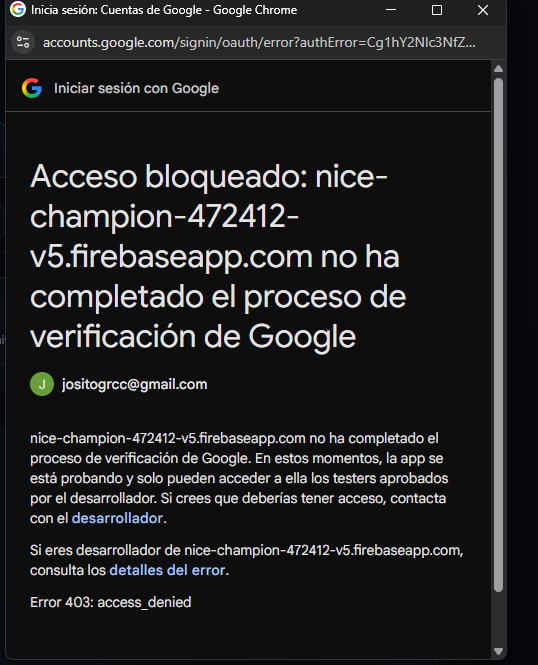 Inicia sesión: Cuentas de Google - Google Chrome
accounts.google.com/signin/oauth/error?authError=Cg1hY2Nlc3NfZ...
Iniciar sesión con Google
Acceso bloqueado: nice-
champion-472412-
v5.firebaseapp.com no ha
completado el proceso de
verificación de Google
J
jositogrcc@gmail.com
nice-champion-472412-v5.firebaseapp.com no ha completado el
proceso de verificación de Google. En estos momentos, la app se
está probando y solo pueden acceder a ella los testers aprobados
por el desarrollador. Si crees que deberías tener acceso, contacta
con el desarrollador.
Si eres desarrollador de nice-champion-472412-v5.firebaseapp.com,
consulta los detalles del error.
Error 403: access_denied